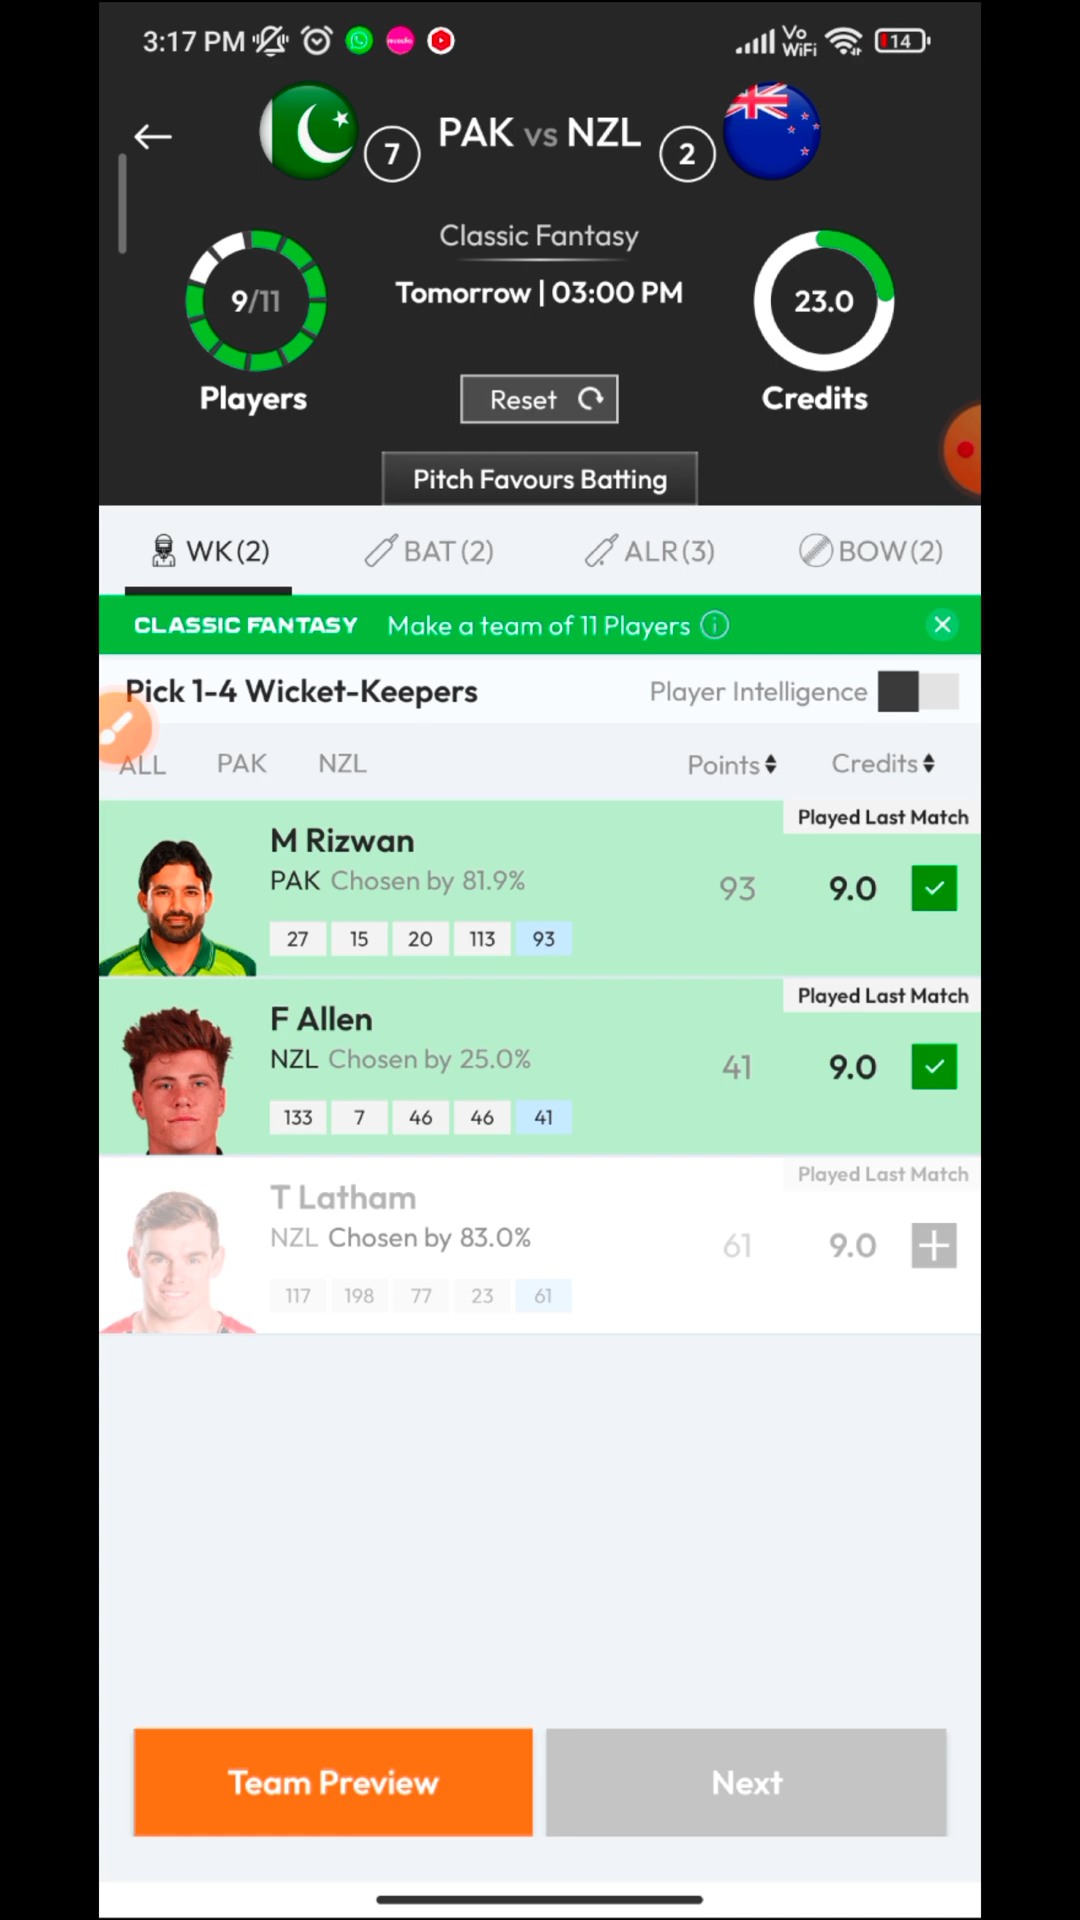 3:17 PM
Vo
WiFi
14
7
PAK vs NZL
2
Classic Fantasy
Tomorrow | 03:00 PM
9/11
23.0
Players
Reset
Credits
Pitch Favours Batting
WK(2)
BAT(2)
ALR(3)
BOW(2)
CLASSIC FANTASY Make a team of 11 Players
Pick 1-4 Wicket-Keepers
Player Intelligence
ALL PAK NZL Points Credits
Played Last Match
M Rizwan
PAK Chosen by 81.9%
93 9.0
27 15 20 113 93
Played Last Match
F Allen
NZL Chosen by 25.0%
41 9.0
133 7 46 46 41
Played Last Match
T Latham
NZL Chosen by 83.0%
61 9.0
117 198 77 23 61
Team Preview
Next